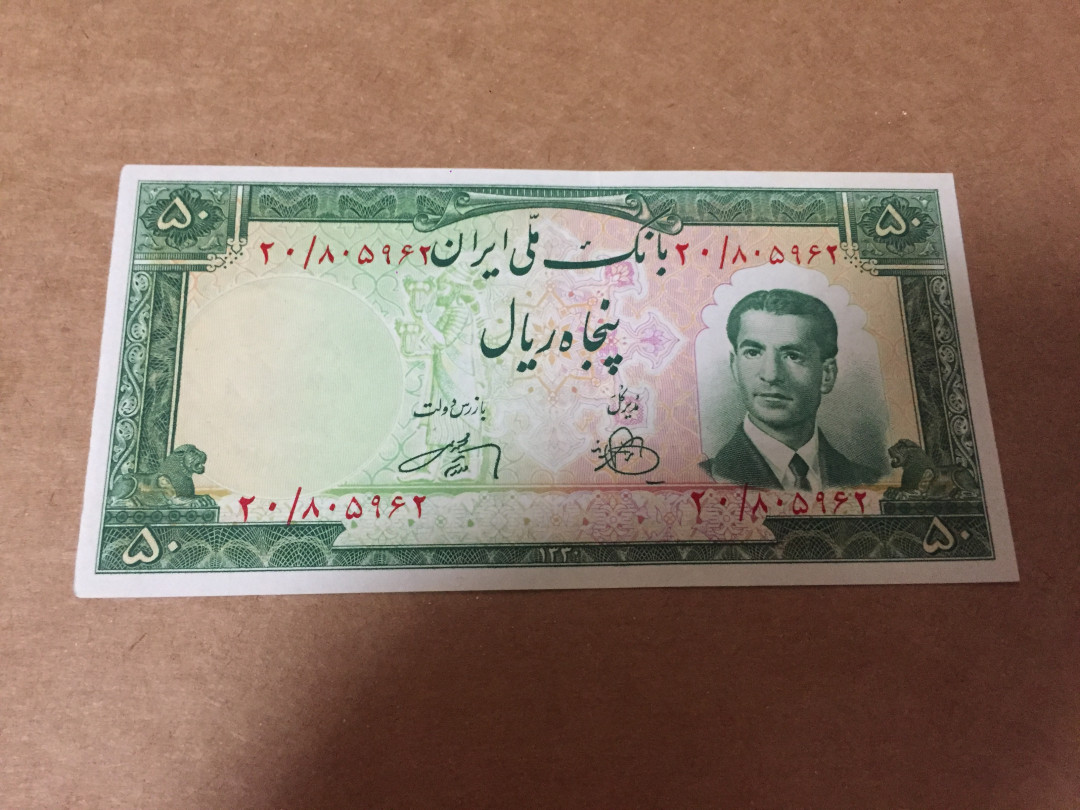 ۵۰ ۵۰
۲۰/۸۰۵۹۶۲ بانک ملّی ایران ۲۰/۸۰۵۹۶۲
پنجاه ریال
مدیر کل بازرس دولت
۲۰/۸۰۵۹۶۲ ۲۰/۸۰۵۹۶۲
۵۰ ۱۳۳۰ ۵۰